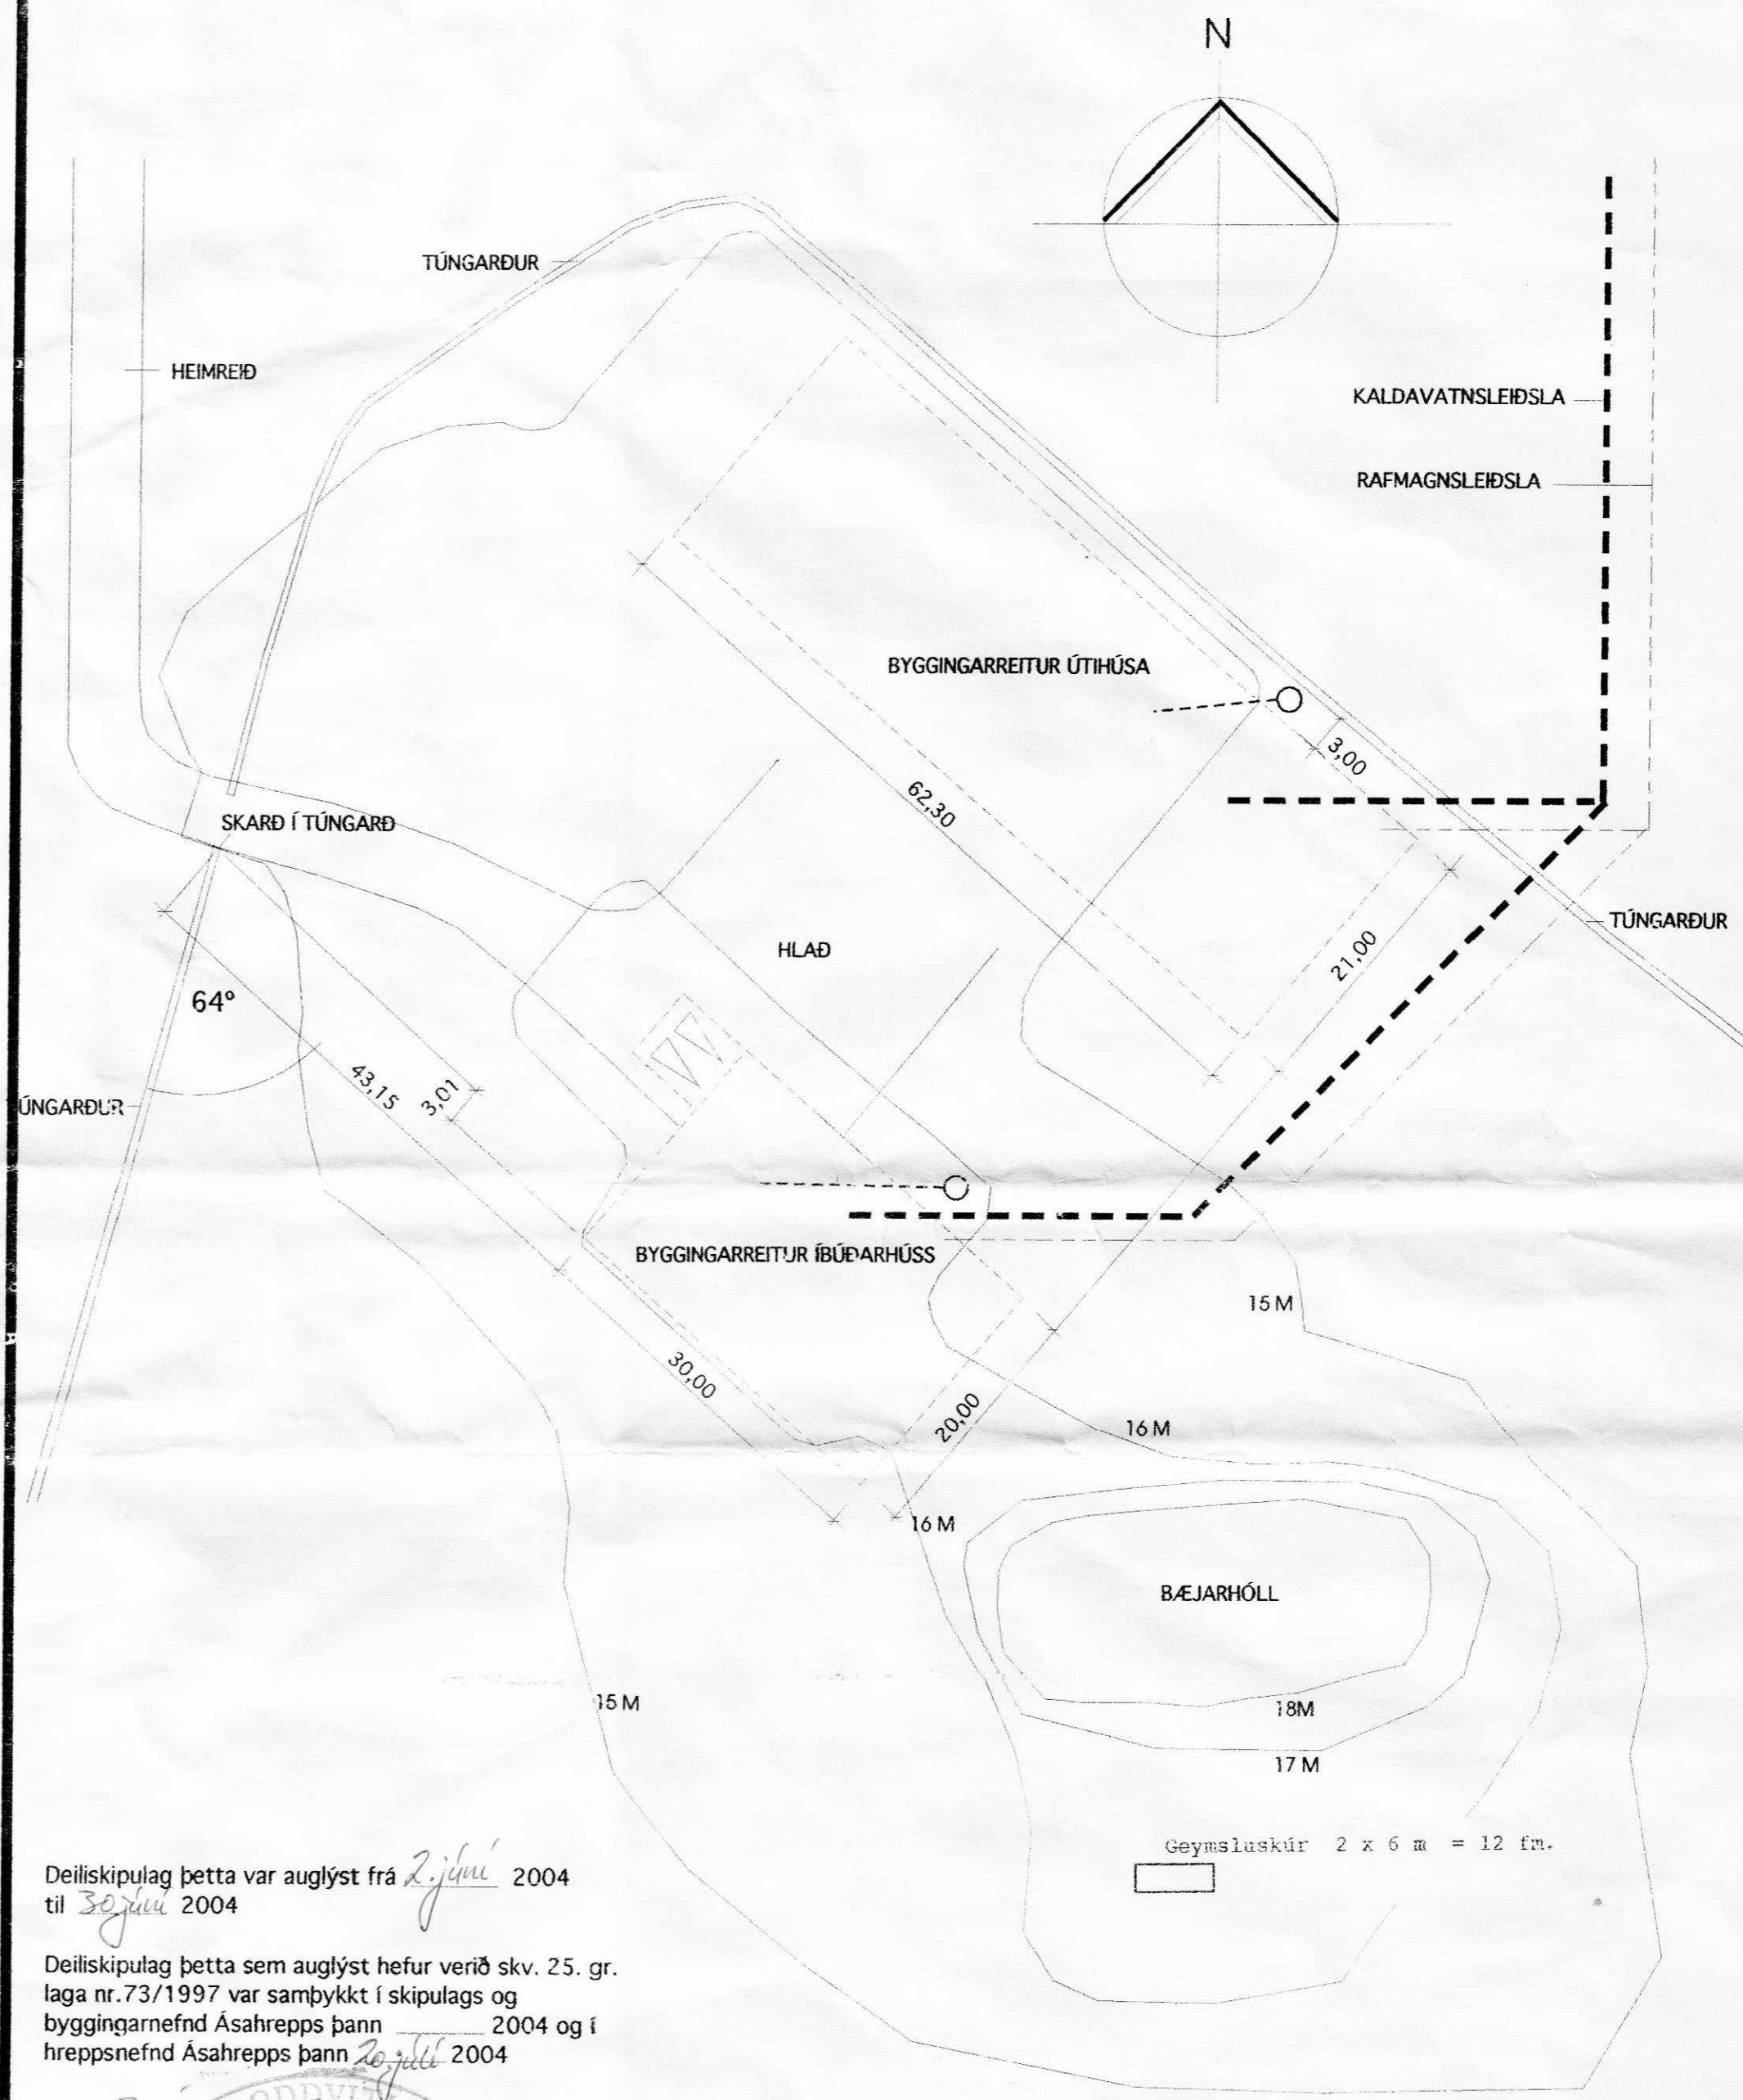 N
TÚNGARÐUR
HEIMREIÐ
KALDAVATNSLEIÐSLA
RAFMAGNSLEIÐSLA
BYGGINGARREITUR ÚTIHÚSA
3,00
62,30
SKARÐ Í TÚNGARÐ
TÚNGARÐUR
HLAÐ
21,00
64°
43,15
3,01
ÚNGARÐUR
BYGGINGARREITUR ÍBÚÐARHÚSS
15 M
30,00
20,00
16 M
16 M
BÆJARHÓLL
15 M
18M
17 M
Geymsluskúr 2 x 6 m = 12 fm.
Deiliskipulag þetta var auglýst frá 2. júní 2004
til 30 júní 2004
Deiliskipulag þetta sem auglýst hefur verið skv. 25. gr.
laga nr.73/1997 var samþykkt í skipulags og
byggingarnefnd Ásahrepps þann ______ 2004 og í
hreppsnefnd Ásahrepps þann 20. júlí 2004